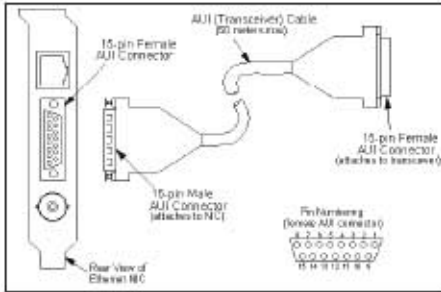 AUI (Transceiver) Cable
(50 meters max)
15-pin Female
AUI Connector
15-pin Female
AUI Connector
(attaches to transceiver)
15-pin Male
AUI Connector
(attaches to NIC)
Pin Numbering
(female AUI connector)
8 7 6 5 4 3 2 1
15 14 13 12 11 10 9
Rear View of
Ethernet NIC